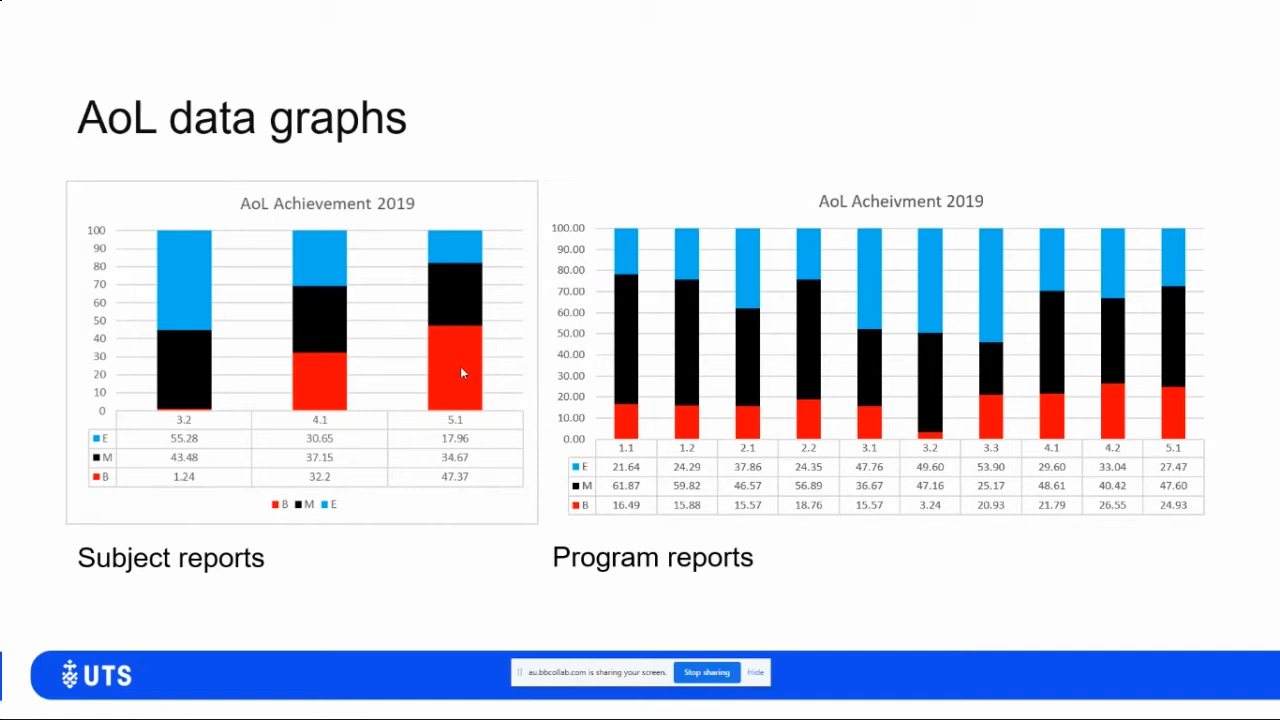 AoL data graphs
AoL Achievement 2019
100
90
80
70
60
50
40
30
20
10
0
3.2 4.1 5.1
E 55.28 30.65 17.96
M 43.48 37.15 34.67
B 1.24 32.2 47.37
B M E
Subject reports
AoL Acheivment 2019
100.00
90.00
80.00
70.00
60.00
50.00
40.00
30.00
20.00
10.00
0.00
1.1 1.2 2.1 2.2 3.1 3.2 3.3 4.1 4.2 5.1
E 21.64 24.29 37.86 24.35 47.76 49.60 53.90 29.60 33.04 27.47
M 61.87 59.82 46.57 56.89 36.67 47.16 25.17 48.61 40.42 47.60
B 16.49 15.88 15.57 18.76 15.57 3.24 20.93 21.79 26.55 24.93
Program reports
UTS
au.bbcollab.com is sharing your screen. Stop sharing Hide